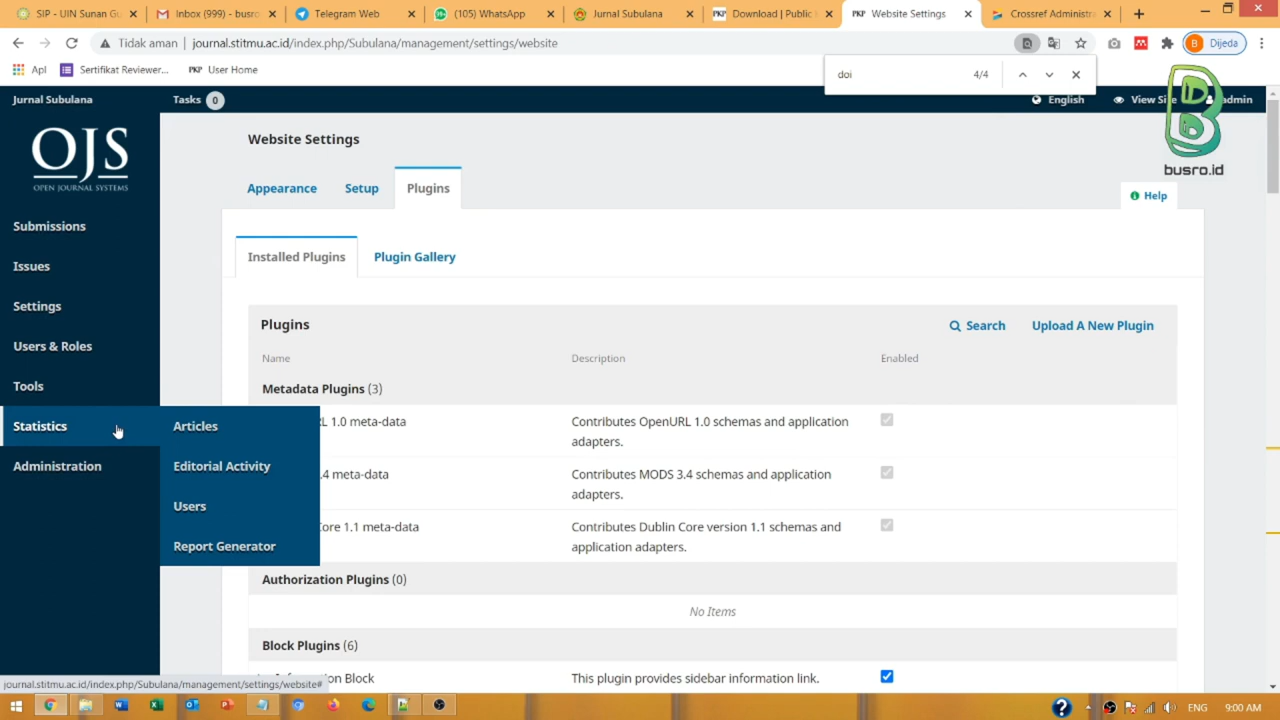 SIP - UIN Sunan Gu
Inbox (999) - busro
Telegram Web
(105) WhatsApp
Jurnal Subulana
PKP Download | Public
PKP Website Settings
Crossref Administra
Tidak aman | journal.stitmu.ac.id/index.php/Subulana/management/settings/website
B Dijeda
Apl
Sertifikat Reviewer...
PKP User Home
doi 4/4
Jurnal Subulana
Tasks 0
English
View Site
admin
busro.id
OJS
OPEN JOURNAL SYSTEMS
Submissions
Issues
Settings
Users & Roles
Tools
Statistics
Administration
Articles
Editorial Activity
Users
Report Generator
Website Settings
Appearance
Setup
Plugins
Help
Installed Plugins
Plugin Gallery
Plugins
Search
Upload A New Plugin
Name
Description
Enabled
Metadata Plugins (3)
1.0 meta-data
Contributes OpenURL 1.0 schemas and application
adapters.
.4 meta-data
Contributes MODS 3.4 schemas and application
adapters.
Core 1.1 meta-data
Contributes Dublin Core version 1.1 schemas and
application adapters.
Authorization Plugins (0)
No Items
Block Plugins (6)
Block
This plugin provides sidebar information link.
journal.stitmu.ac.id/index.php/Subulana/management/settings/website#
ENG
9:00 AM